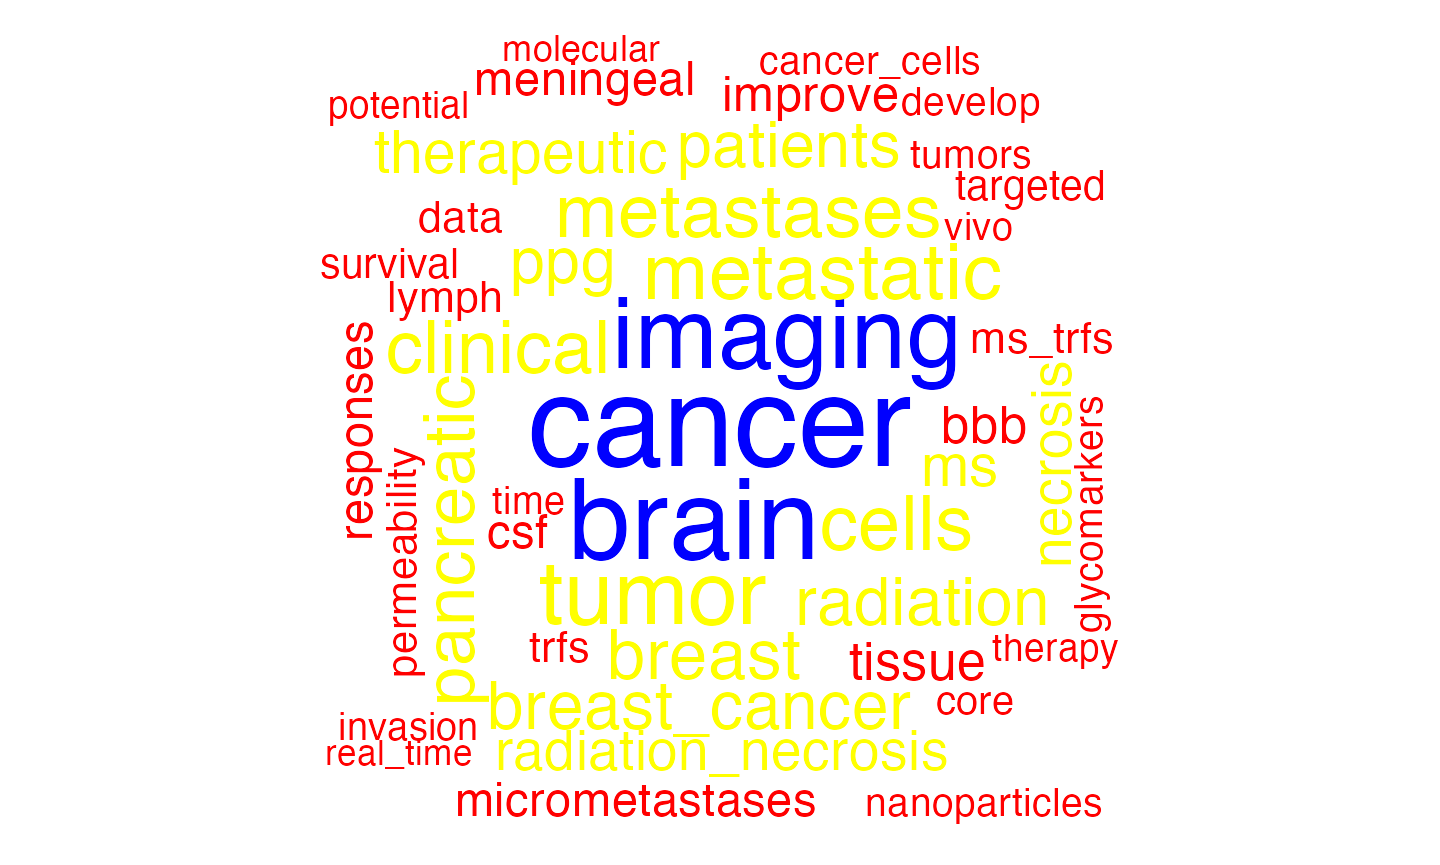 molecular
cancer_cells
meningeal
improve
develop
potential
therapeutic
patients
tumors
targeted
data
metastases
vivo
survival
ppg
metastatic
lymph
clinical
imaging
ms_trfs
responses
pancreatic
cancer
bbb
necrosis
glycomarkers
permeability
ms
time
csf
brain
cells
tumor
radiation
trfs
breast
tissue
therapy
breast_cancer
core
invasion
real_time
radiation_necrosis
micrometastases
nanoparticles